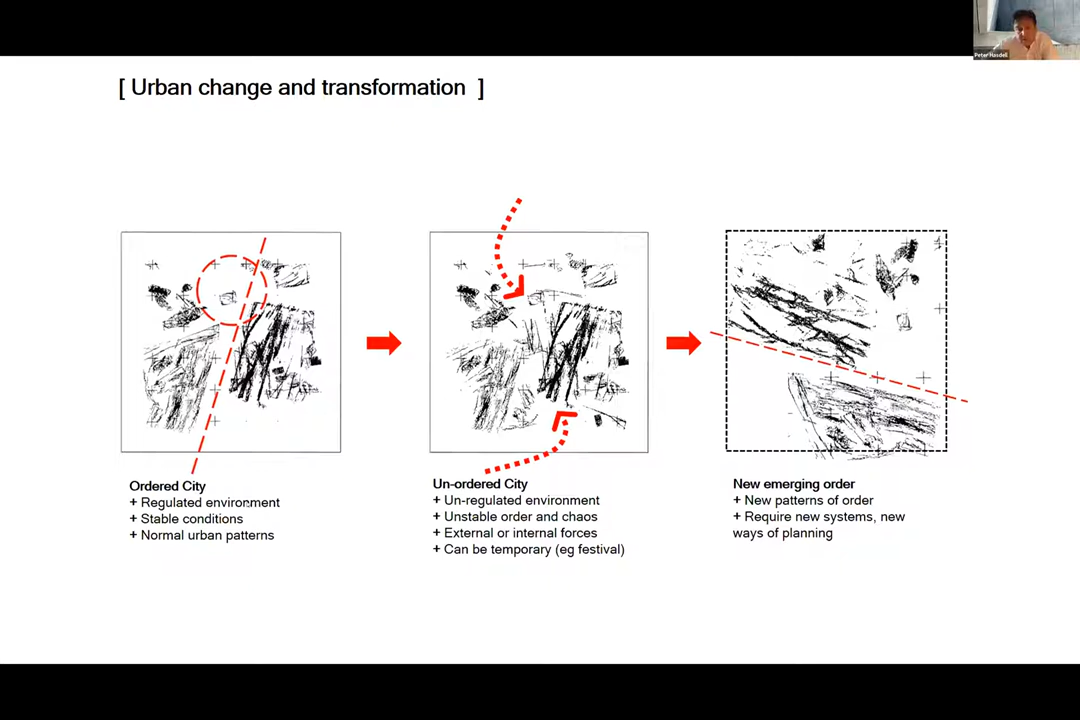 Peter Hasdell
[ Urban change and transformation ]
Ordered City
+ Regulated environment
+ Stable conditions
+ Normal urban patterns
Un-ordered City
+ Un-regulated environment
+ Unstable order and chaos
+ External or internal forces
+ Can be temporary (eg festival)
New emerging order
+ New patterns of order
+ Require new systems, new
ways of planning